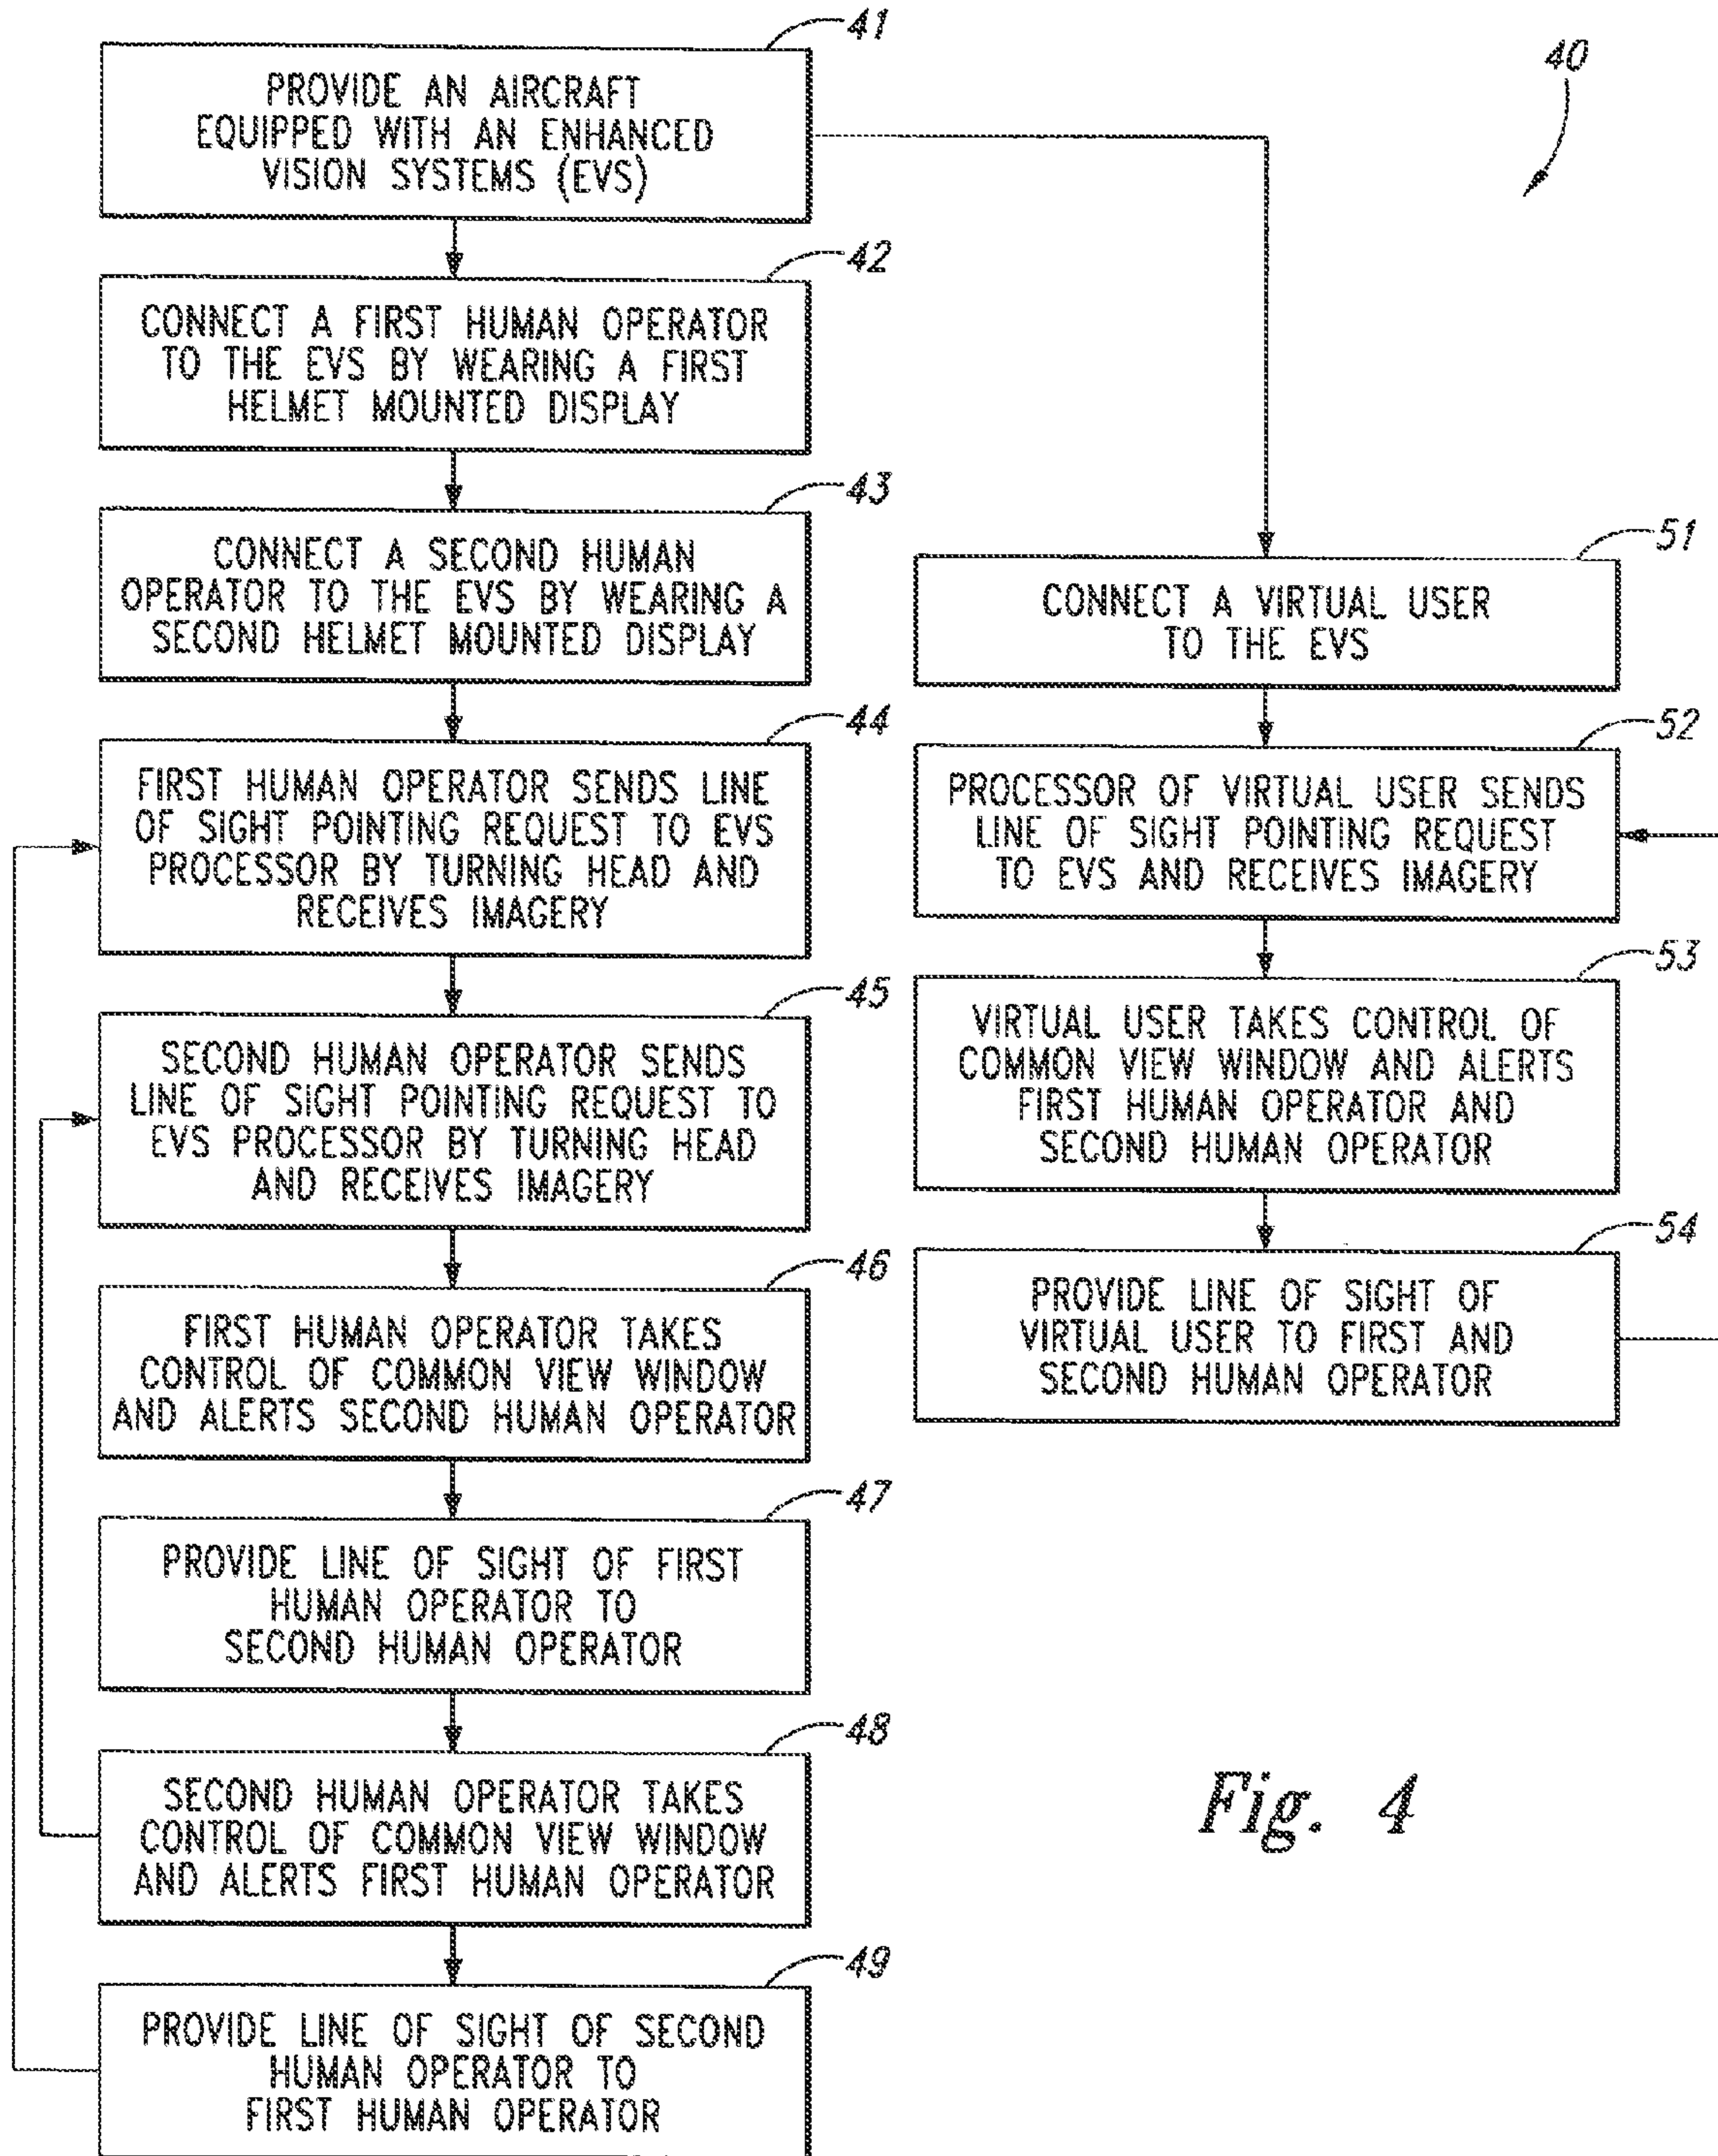 41
PROVIDE AN AIRCRAFT
EQUIPPED WITH AN ENHANCED
VISION SYSTEMS (EVS)
40
42
CONNECT A FIRST HUMAN OPERATOR
TO THE EVS BY WEARING A FIRST
HELMET MOUNTED DISPLAY
43
CONNECT A SECOND HUMAN
OPERATOR TO THE EVS BY WEARING A
SECOND HELMET MOUNTED DISPLAY
44
FIRST HUMAN OPERATOR SENDS LINE
OF SIGHT POINTING REQUEST TO EVS
PROCESSOR BY TURNING HEAD AND
RECEIVES IMAGERY
45
SECOND HUMAN OPERATOR SENDS
LINE OF SIGHT POINTING REQUEST TO
EVS PROCESSOR BY TURNING HEAD
AND RECEIVES IMAGERY
46
FIRST HUMAN OPERATOR TAKES
CONTROL OF COMMON VIEW WINDOW
AND ALERTS SECOND HUMAN OPERATOR
47
PROVIDE LINE OF SIGHT OF FIRST
HUMAN OPERATOR TO
SECOND HUMAN OPERATOR
48
SECOND HUMAN OPERATOR TAKES
CONTROL OF COMMON VIEW WINDOW
AND ALERTS FIRST HUMAN OPERATOR
49
PROVIDE LINE OF SIGHT OF SECOND
HUMAN OPERATOR TO
FIRST HUMAN OPERATOR
51
CONNECT A VIRTUAL USER
TO THE EVS
52
PROCESSOR OF VIRTUAL USER SENDS
LINE OF SIGHT POINTING REQUEST
TO EVS AND RECEIVES IMAGERY
53
VIRTUAL USER TAKES CONTROL OF
COMMON VIEW WINDOW AND ALERTS
FIRST HUMAN OPERATOR AND
SECOND HUMAN OPERATOR
54
PROVIDE LINE OF SIGHT OF
VIRTUAL USER TO FIRST AND
SECOND HUMAN OPERATOR
Fig. 4